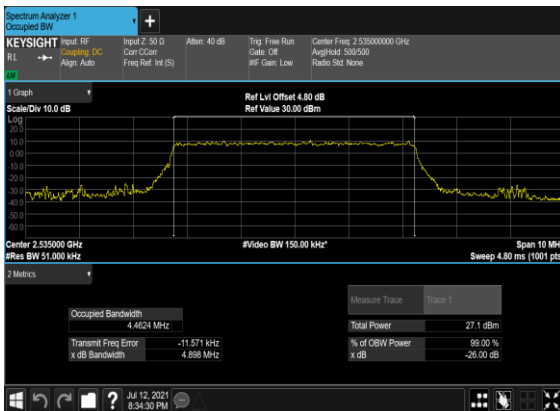 Spectrum Analyzer 1
Occupied BW
+
KEYSIGHT Input: RF Input Z: 50 Ω Atten: 40 dB Trig: Free Run Center Freq: 2.535000000 GHz
RL Coupling: DC Corr CCorr Gate: Off Avg|Hold: 500/500
Align: Auto Freq Ref: Int (S) #IF Gain: Low Radio Std: None
LV
1 Graph
Ref Lvl Offset 4.80 dB
Scale/Div 10.0 dB Ref Value 30.00 dBm
Log
20.0
10.0
0.00
-10.0
-20.0
-30.0
-40.0
-50.0
-60.0
Center 2.535000 GHz #Video BW 150.00 kHz* Span 10 MH
#Res BW 51.000 kHz Sweep 4.80 ms (1001 pts
2 Metrics
Measure Trace Trace 1
Occupied Bandwidth
4.4624 MHz Total Power 27.1 dBm
Transmit Freq Error -11.571 kHz % of OBW Power 99.00 %
x dB Bandwidth 4.898 MHz x dB -26.00 dB
? Jul 12, 2021
8:34:30 PM